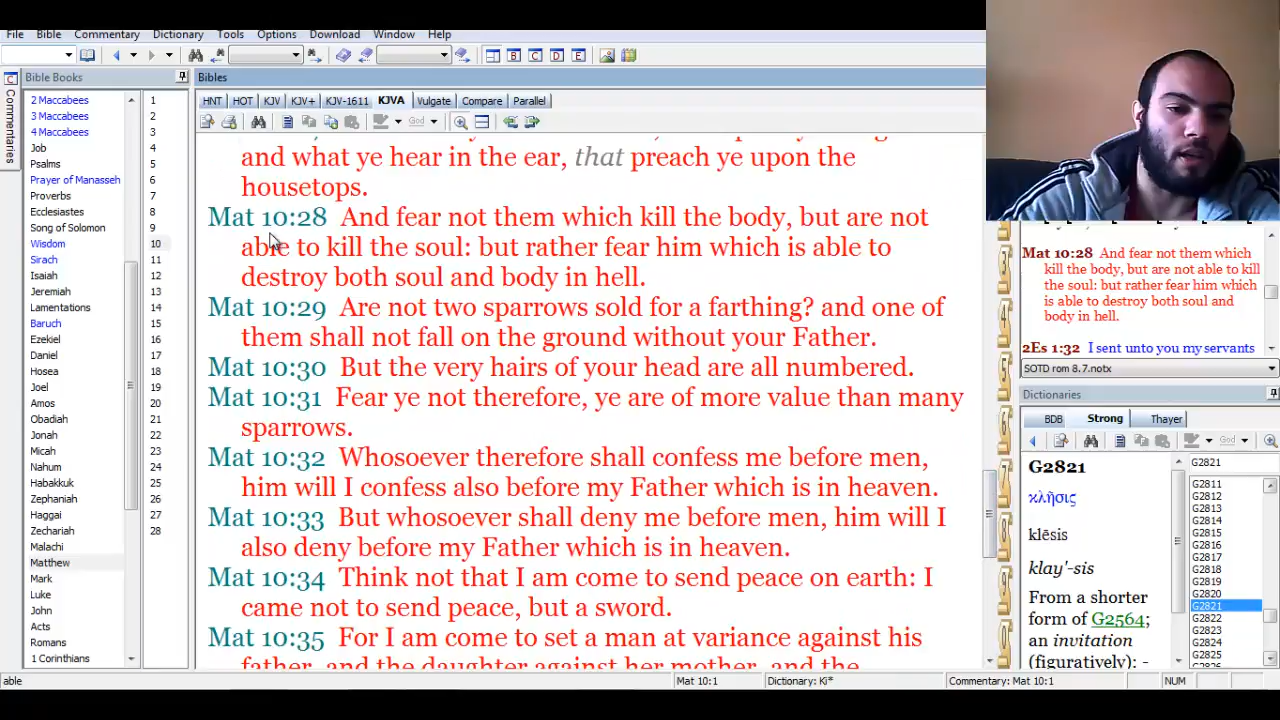 File Bible Commentary Dictionary Tools Options Download Window Help
B C D E
Bible Books
Commentaries
2 Maccabees
3 Maccabees
4 Maccabees
Job
Psalms
Prayer of Manasseh
Proverbs
Ecclesiastes
Song of Solomon
Wisdom
Sirach
Isaiah
Jeremiah
Lamentations
Baruch
Ezekiel
Daniel
Hosea
Joel
Amos
Obadiah
Jonah
Micah
Nahum
Habakkuk
Zephaniah
Haggai
Zechariah
Malachi
Matthew
Mark
Luke
John
Acts
Romans
1 Corinthians
1
2
3
4
5
6
7
8
9
10
11
12
13
14
15
16
17
18
19
20
21
22
23
24
25
26
27
28
Bibles
HNT HOT KJV KJV+ KJV-1611 KJVA Vulgate Compare Parallel
God
and what ye hear in the ear, that preach ye upon the
housetops.
Mat 10:28 And fear not them which kill the body, but are not
able to kill the soul: but rather fear him which is able to
destroy both soul and body in hell.
Mat 10:29 Are not two sparrows sold for a farthing? and one of
them shall not fall on the ground without your Father.
Mat 10:30 But the very hairs of your head are all numbered.
Mat 10:31 Fear ye not therefore, ye are of more value than many
sparrows.
Mat 10:32 Whosoever therefore shall confess me before men,
him will I confess also before my Father which is in heaven.
Mat 10:33 But whosoever shall deny me before men, him will I
also deny before my Father which is in heaven.
Mat 10:34 Think not that I am come to send peace on earth: I
came not to send peace, but a sword.
Mat 10:35 For I am come to set a man at variance against his
father, and the daughter against her mother, and the
Mat 10:28 And fear not them which
kill the body, but are not able to kill
the soul: but rather fear him which
is able to destroy both soul and
body in hell.
2Es 1:32 I sent unto you my servants
SOTD rom 8.7.notx
Dictionaries
BDB Strong Thayer
God
G2821
κλῆσις
klēsis
klay'-sis
From a shorter
form of G2564;
an invitation
(figuratively): -
G2821
G2811
G2812
G2813
G2814
G2815
G2816
G2817
G2818
G2819
G2820
G2821
G2822
G2823
G2824
G2825
G2826
able
Mat 10:1
Dictionary: Ki*
Commentary: Mat 10:1
NUM